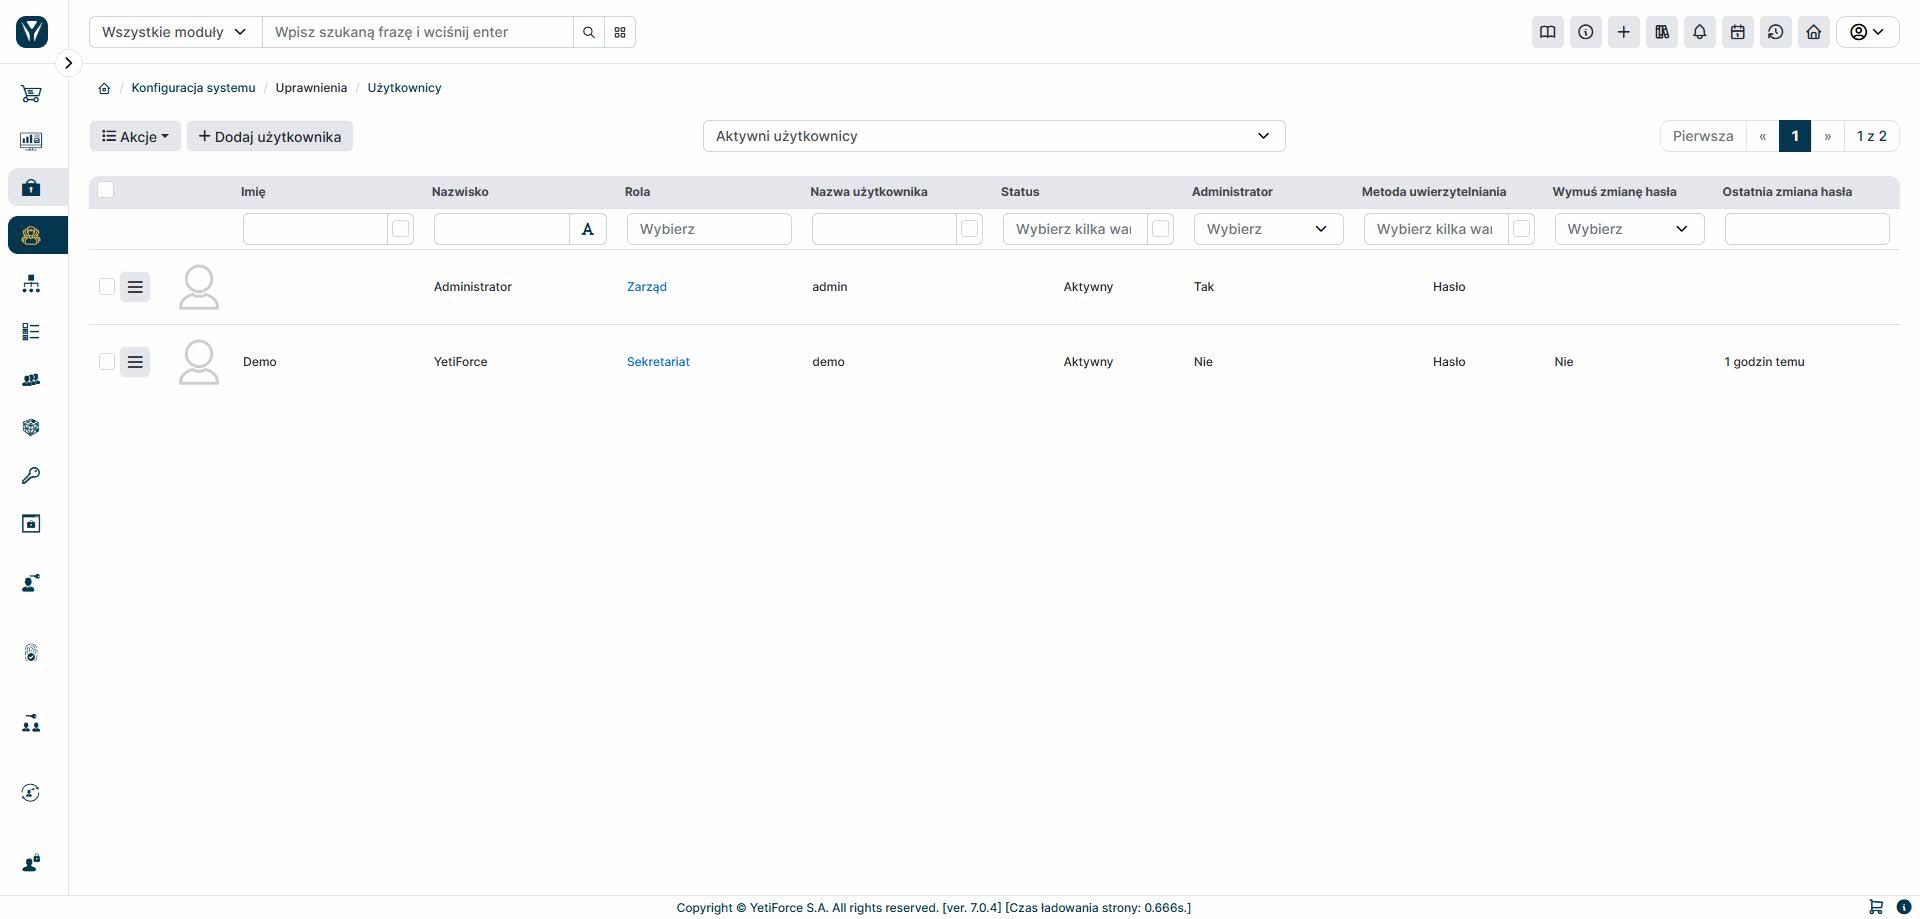 Wszystkie moduły
Wpisz szukaną frazę i wciśnij enter
/ Konfiguracja systemu / Uprawnienia / Użytkownicy
Akcje
Dodaj użytkownika
Aktywni użytkownicy
Pierwsza « 1 » 1 z 2
Imię Nazwisko Rola Nazwa użytkownika Status Administrator Metoda uwierzytelniania Wymuś zmianę hasła Ostatnia zmiana hasła
A Wybierz Wybierz kilka war Wybierz Wybierz kilka war Wybierz
Administrator Zarząd admin Aktywny Tak Hasło
Demo YetiForce Sekretariat demo Aktywny Nie Hasło Nie 1 godzin temu
Copyright © YetiForce S.A. All rights reserved. [ver. 7.0.4] [Czas ładowania strony: 0.666s.]